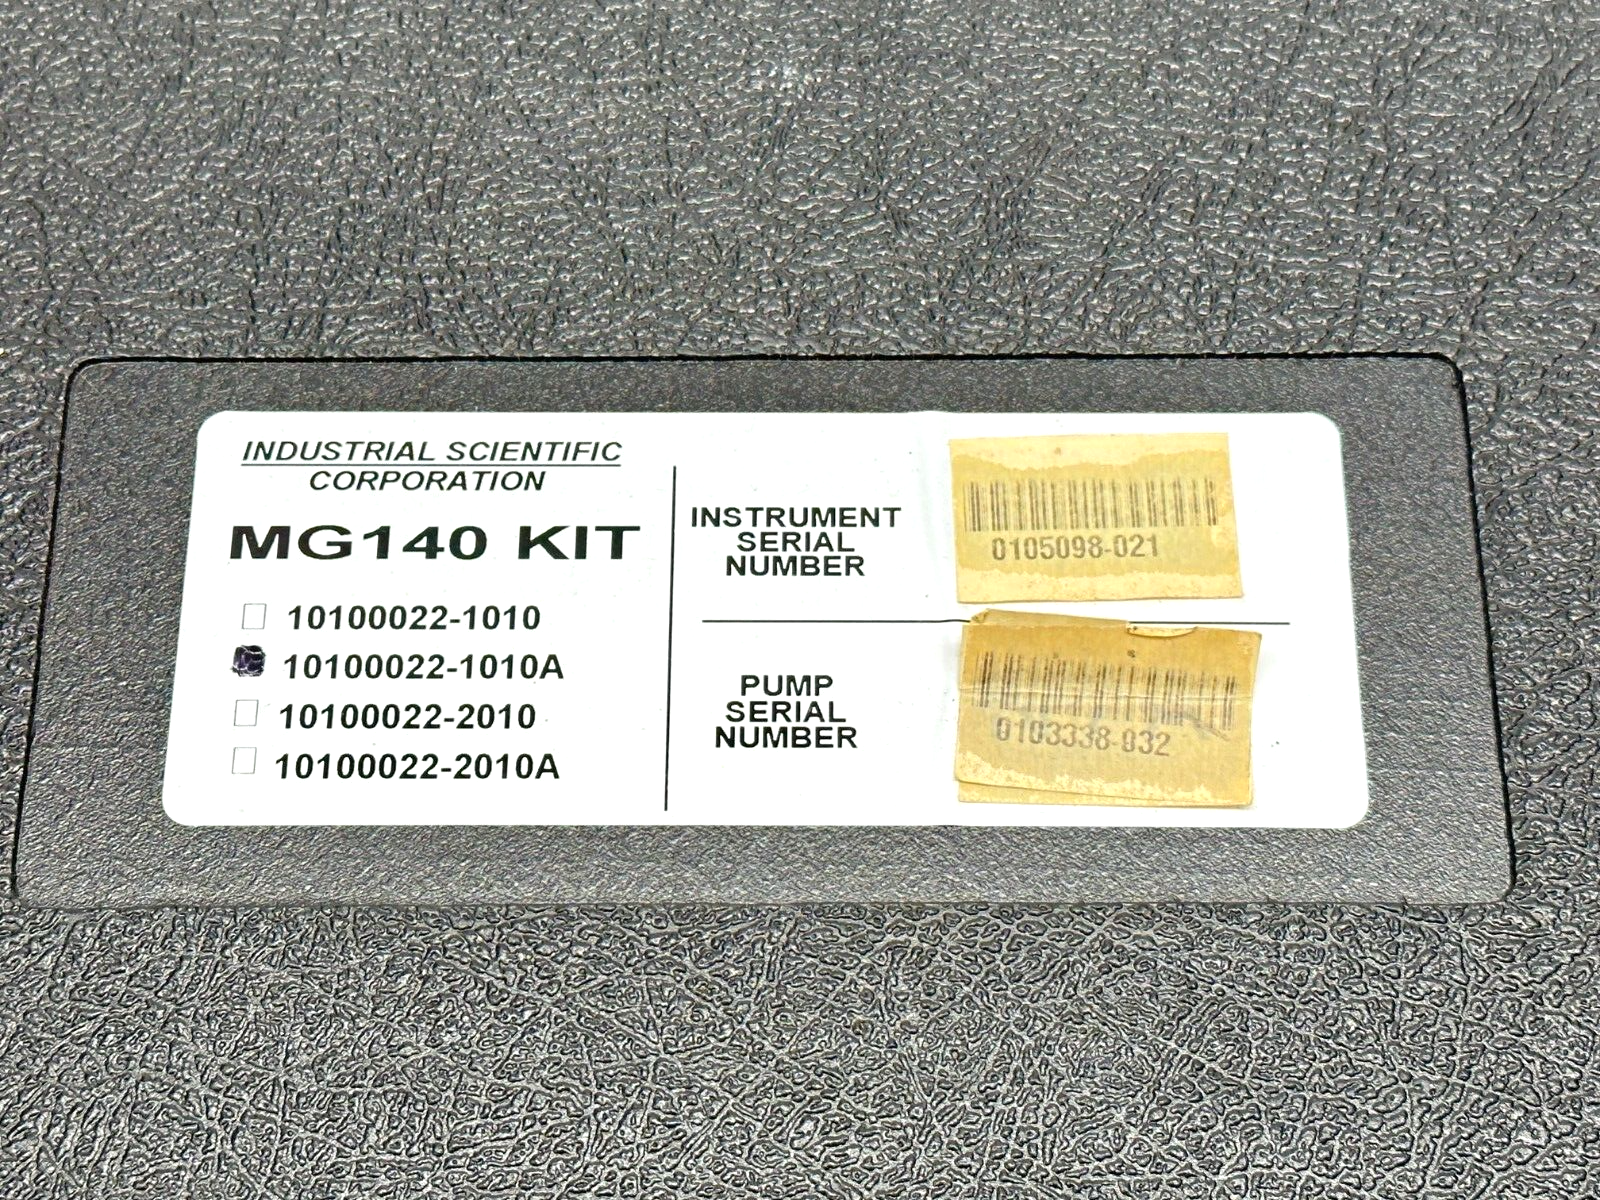 INDUSTRIAL SCIENTIFIC
CORPORATION
MG140 KIT
10100022-1010
10100022-1010A
10100022-2010
10100022-2010A
INSTRUMENT
SERIAL
NUMBER
0105098-021
PUMP
SERIAL
NUMBER
0103338-032